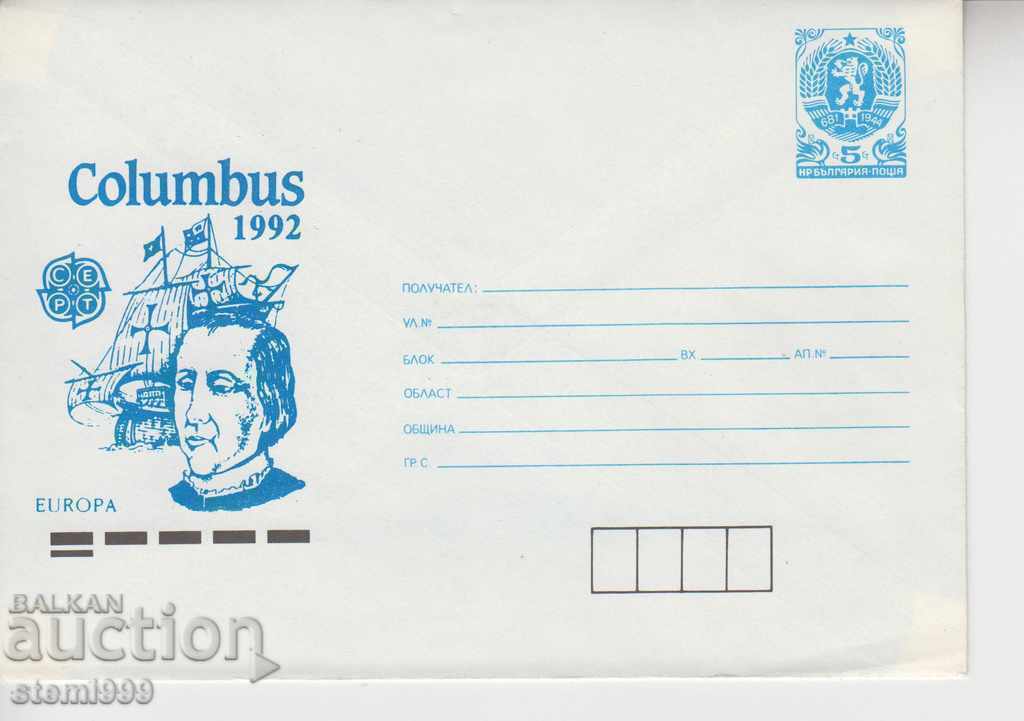 Columbus
1992
C E
P T
EUROPA
681 1944
5
НР БЪЛГАРИЯ·ПОЩА
ПОЛУЧАТЕЛ:
УЛ.№
БЛОК ВХ. АП.№
ОБЛАСТ
ОБЩИНА
ГР.С.
BALKAN
auction
stemi999